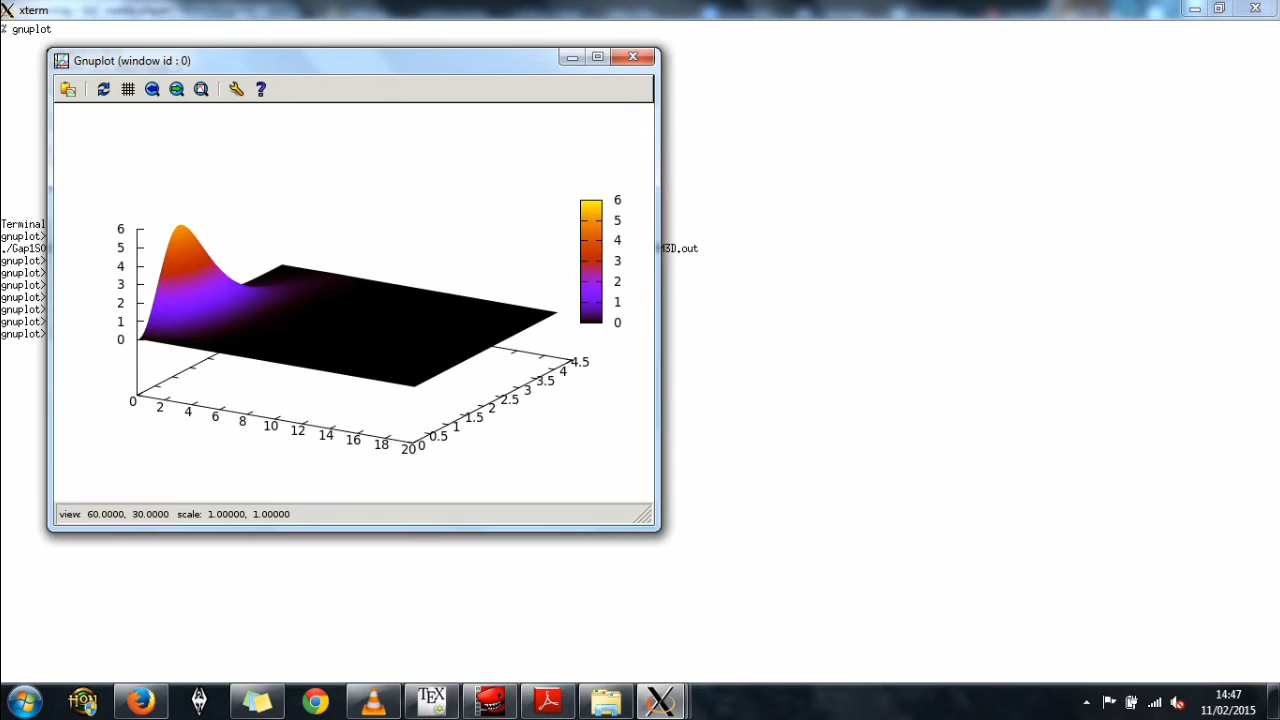 xterm
% gnuplot
Gnuplot (window id : 0)
6
5
4
3
2
1
0
6
5
4
3
2
1
0
0 2 4 6 8 10 12 14 16 18 20
0 0.5 1 1.5 2 2.5 3 3.5 4 4.5
Terminal
gnuplot>
./Gap1SO 3D.out
gnuplot>
gnuplot>
gnuplot>
gnuplot>
gnuplot>
gnuplot>
gnuplot>
view: 60.0000, 30.0000 scale: 1.00000, 1.00000
HON
TEX
14:47
11/02/2015